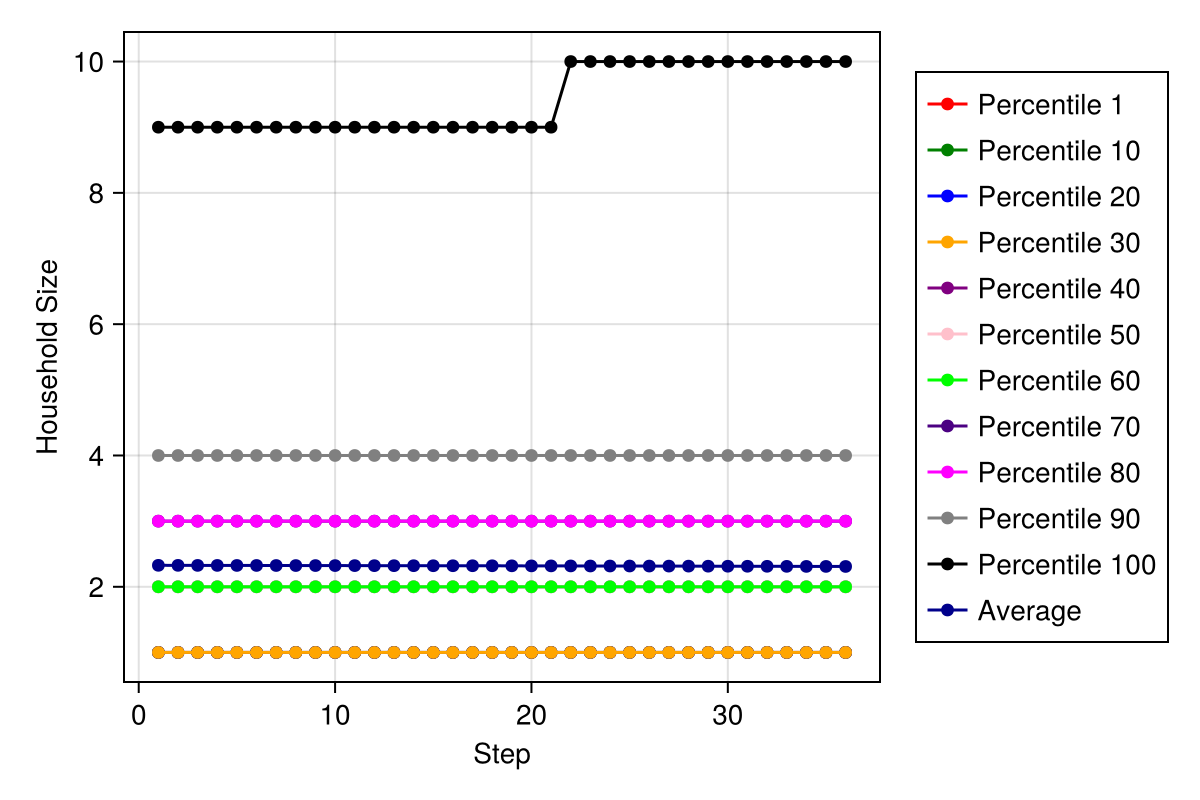 10
8
6
4
2
Household Size
0 10 20 30
Step
Percentile 1
Percentile 10
Percentile 20
Percentile 30
Percentile 40
Percentile 50
Percentile 60
Percentile 70
Percentile 80
Percentile 90
Percentile 100
Average